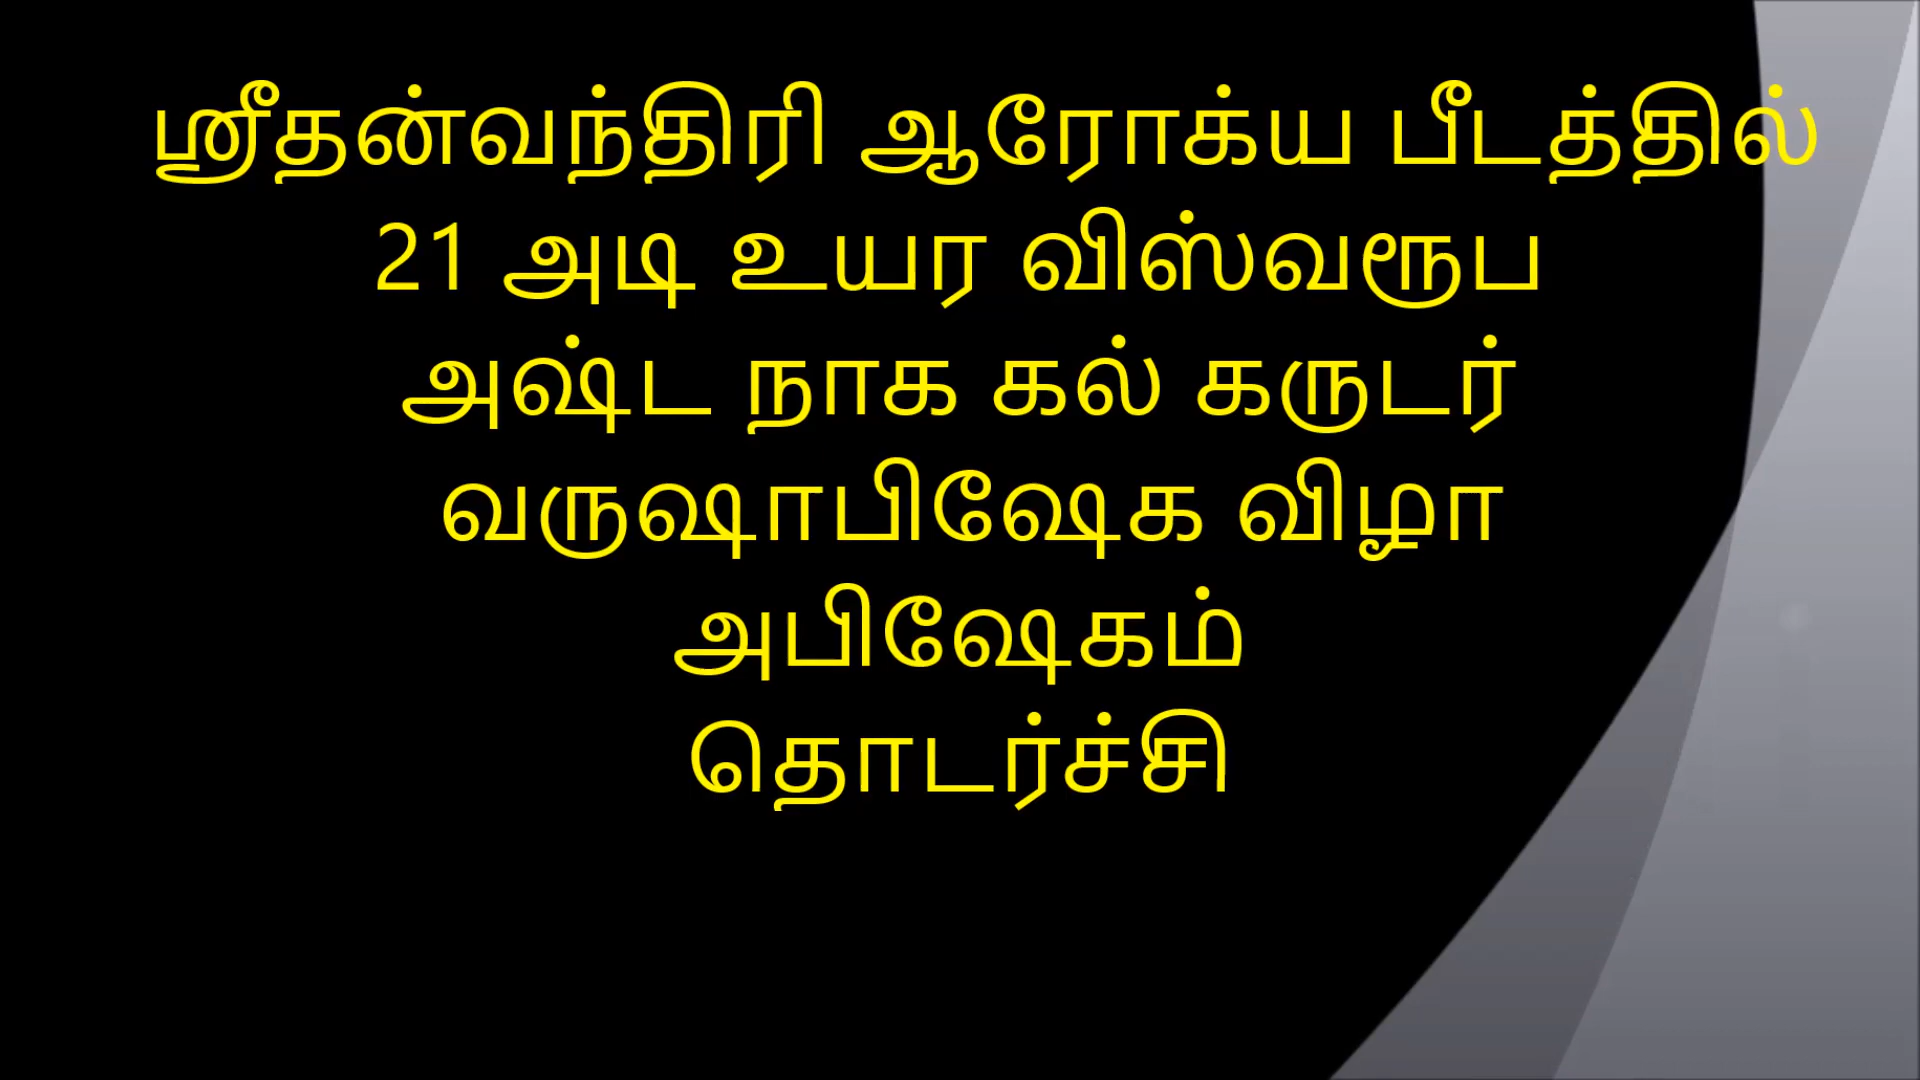 ஸ்ரீதன்வந்திரி ஆரோக்ய பீடத்தில்
21 அடி உயர விஸ்வரூப
அஷ்ட நாக கல் கருடர்
வருஷாபிஷேக விழா
அபிஷேகம்
தொடர்ச்சி